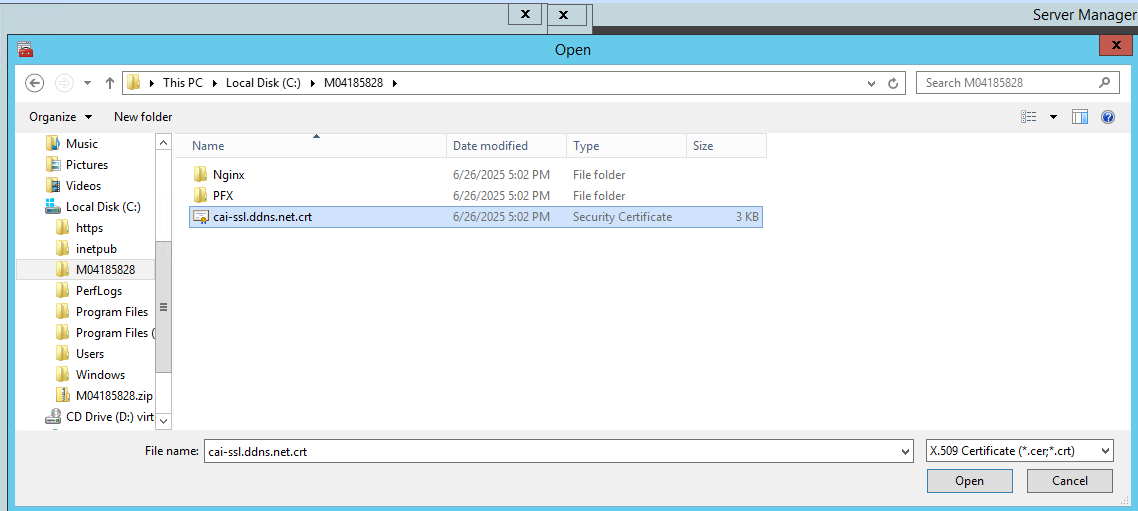 Server Manager
Open
This PC Local Disk (C:) M04185828
Search M04185828
Organize New folder
Music
Pictures
Videos
Local Disk (C:)
https
inetpub
M04185828
PerfLogs
Program Files
Program Files (
Users
Windows
M04185828.zip
CD Drive (D:) virt
Name Date modified Type Size
Nginx 6/26/2025 5:02 PM File folder
PFX 6/26/2025 5:02 PM File folder
cai-ssl.ddns.net.crt 6/26/2025 5:02 PM Security Certificate 3 KB
File name: cai-ssl.ddns.net.crt X.509 Certificate (*.cer;*.crt)
Open Cancel